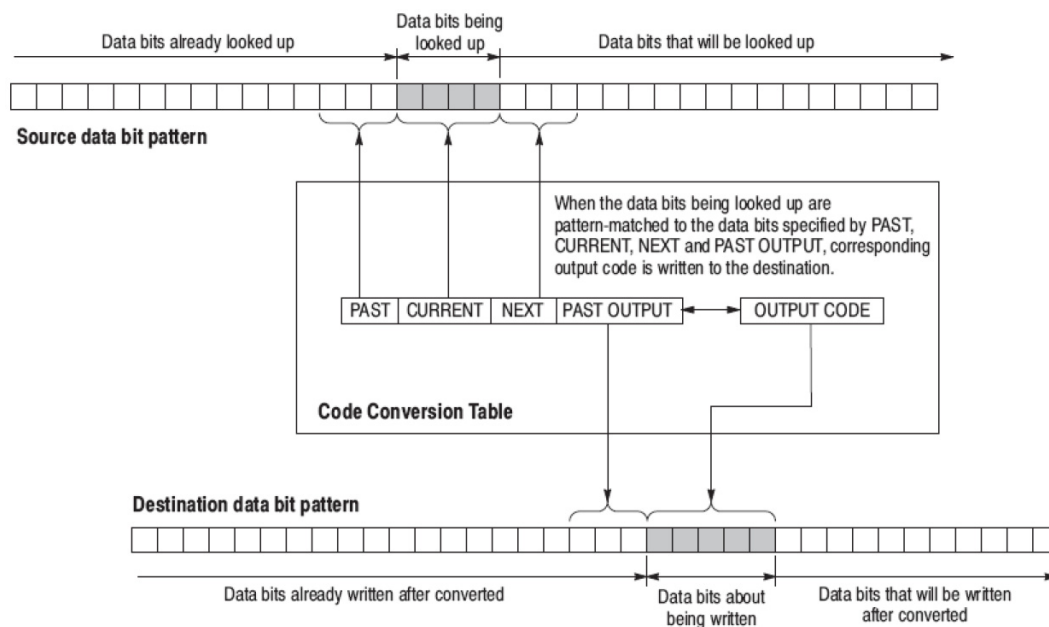 Data bits already looked up
Data bits being
looked up
Data bits that will be looked up
Source data bit pattern
When the data bits being looked up are
pattern-matched to the data bits specified by PAST,
CURRENT, NEXT and PAST OUTPUT, corresponding
output code is written to the destination.
PAST
CURRENT
NEXT
PAST OUTPUT
OUTPUT CODE
Code Conversion Table
Destination data bit pattern
Data bits already written after converted
Data bits about
being written
Data bits that will be written
after converted